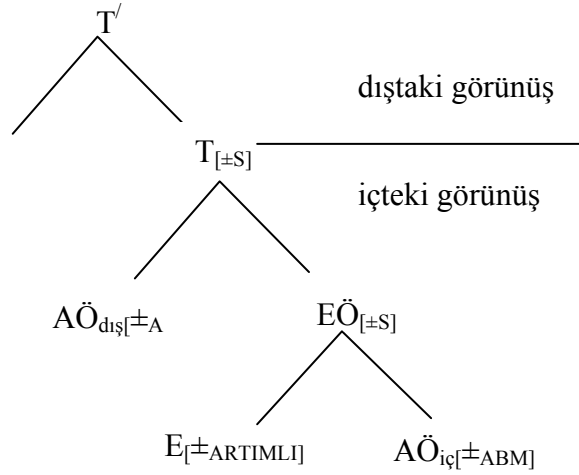 T/
dıştaki görünüş
T[±S]
içteki görünüş
AÖdış[±A
EÖ[±S]
E[±ARTIMLI]
AÖiç[±ABM]